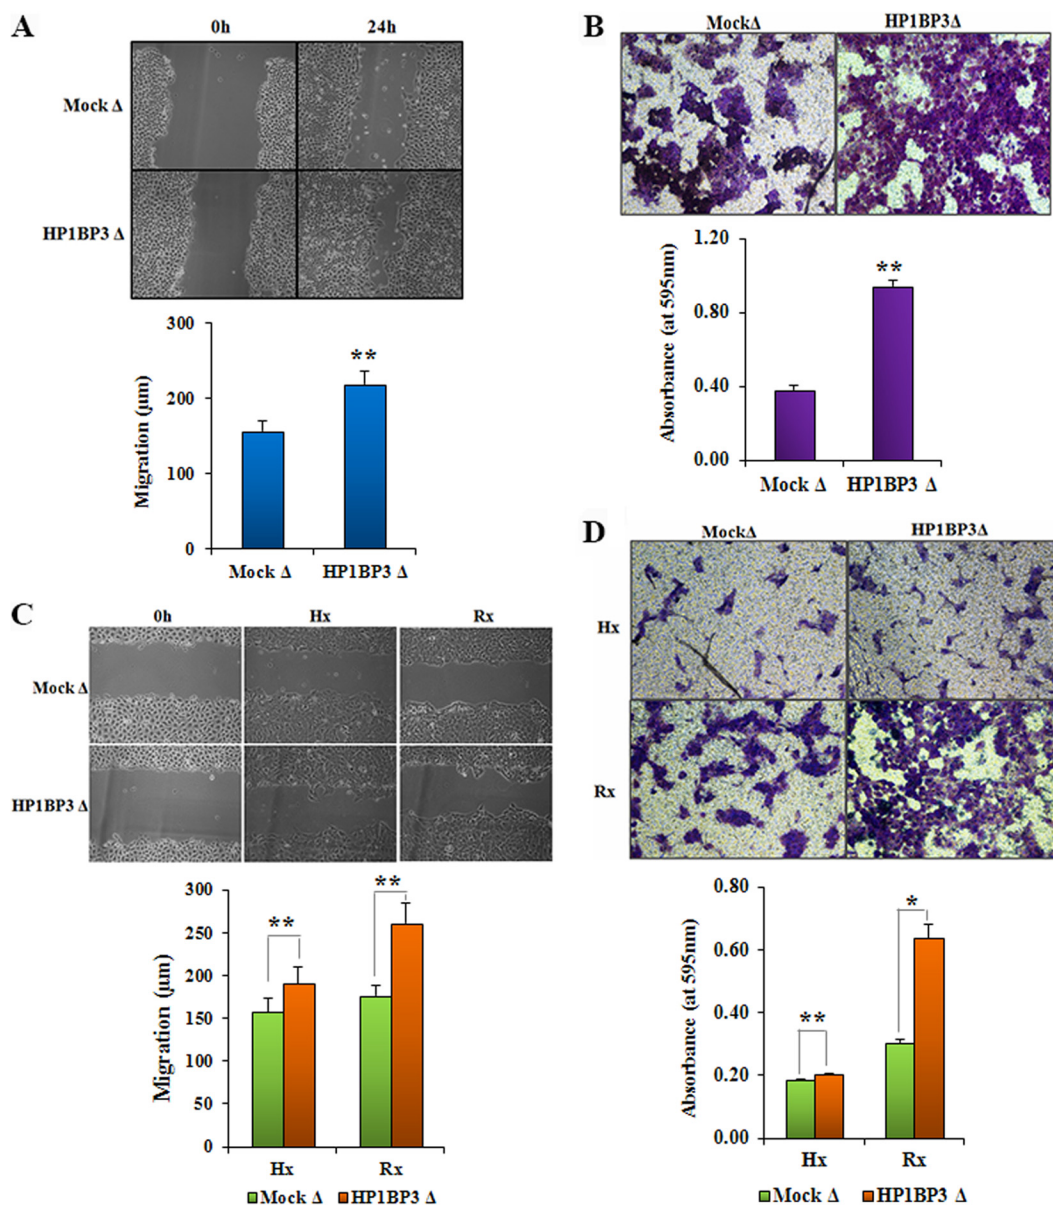 A
0h 24h
Mock Δ
HP1BP3 Δ
300
200
100
0
Migration (µm)
**
Mock Δ HP1BP3 Δ
B
MockΔ HP1BP3Δ
1.20
0.80
0.40
0.00
Absorbance (at 595nm)
**
Mock Δ HP1BP3 Δ
C
0h Hx Rx
Mock Δ
HP1BP3 Δ
300
250
200
150
100
50
0
Migration (µm)
**
**
Hx Rx
Mock Δ HP1BP3 Δ
D
MockΔ HP1BP3Δ
Hx
Rx
0.80
0.60
0.40
0.20
0.00
Absorbance (at 595nm)
**
*
Hx Rx
Mock Δ HP1BP3 Δ